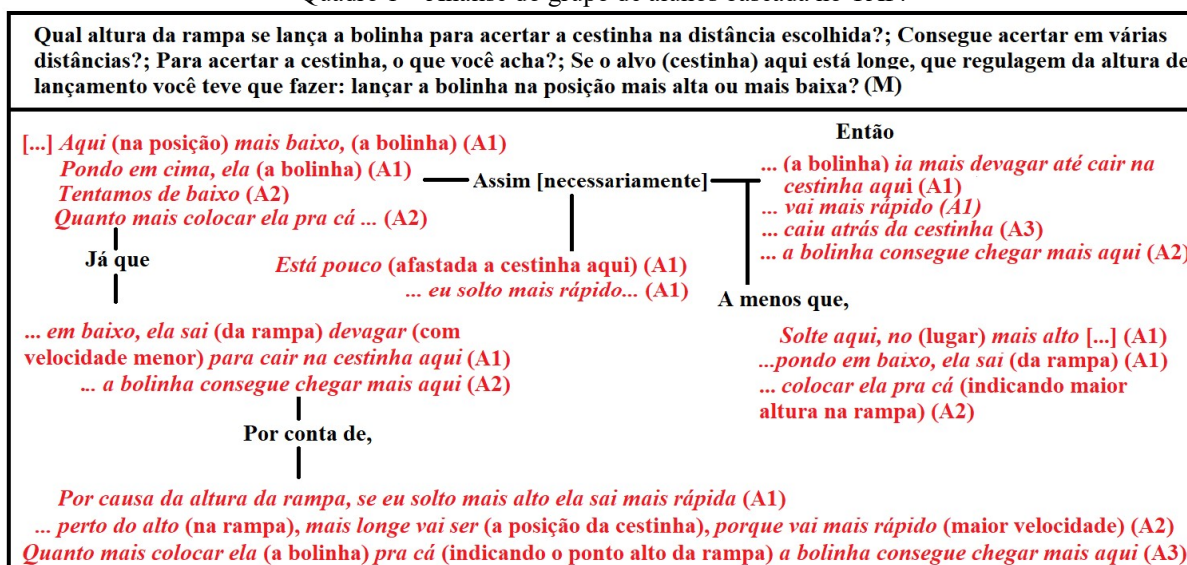 Análise do grupo de alunos baseada no
Qual altura da rampa se lança a bolinha para acertar a cestinha na distância escolhida?; Consegue acertar em várias
distâncias?; Para acertar a cestinha, o que você acha?; Se o alvo (cestinha) aqui está longe, que regulagem da altura de
lançamento você teve que fazer: lançar a bolinha na posição mais alta ou mais baixa? (M)
[...] Aqui (na posição) mais baixo, (a bolinha) (A1)
Pondo em cima, ela (a bolinha) (A1)
Tentamos de baixo (A2)
Quanto mais colocar ela pra cá ... (A2)
Assim [necessariamente]
Então
... (a bolinha) ia mais devagar até cair na
cestinha aqui (A1)
... vai mais rápido (A1)
... caiu atrás da cestinha (A3)
... a bolinha consegue chegar mais aqui (A2)
Já que
Está pouco (afastada a cestinha aqui) (A1)
... eu solto mais rápido... (A1)
A menos que,
... em baixo, ela sai (da rampa) devagar (com
velocidade menor) para cair na cestinha aqui (A1)
... a bolinha consegue chegar mais aqui (A2)
Solte aqui, no (lugar) mais alto [...] (A1)
...pondo em baixo, ela sai (da rampa) (A1)
... colocar ela pra cá (indicando maior
altura na rampa) (A2)
Por conta de,
Por causa da altura da rampa, se eu solto mais alto ela sai mais rápida (A1)
... perto do alto (na rampa), mais longe vai ser (a posição da cestinha), porque vai mais rápido (maior velocidade) (A2)
Quanto mais colocar ela (a bolinha) pra cá (indicando o ponto alto da rampa) a bolinha consegue chegar mais aqui (A3)